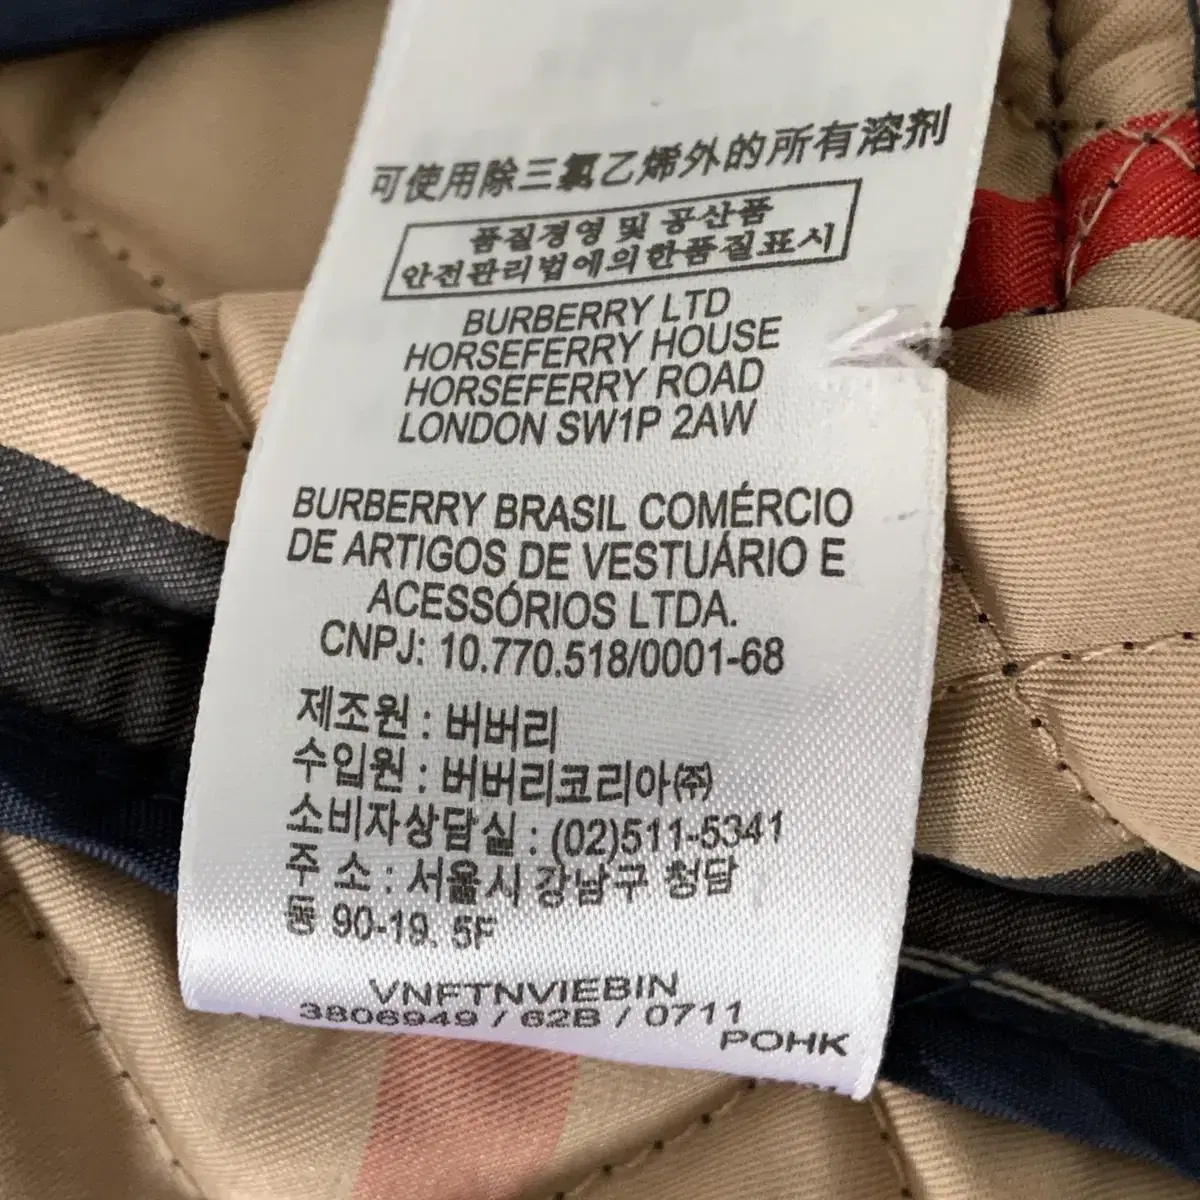 可使用除三氯乙烯外的所有溶剂
품질경영 및 공산품
안전관리법에의한품질표시
BURBERRY LTD
HORSEFERRY HOUSE
HORSEFERRY ROAD
LONDON SW1P 2AW
BURBERRY BRASIL COMÉRCIO
DE ARTIGOS DE VESTUÁRIO E
ACESSÓRIOS LTDA.
CNPJ: 10.770.518/0001-68
제조원 : 버버리
수입원 : 버버리코리아㈜
소비자상담실 : (02)511-5341
주 소 : 서울시 강남구 청담
동 90-19. 5F
VNFTNVIEBIN
3806949 / 62B / 0711
POHK